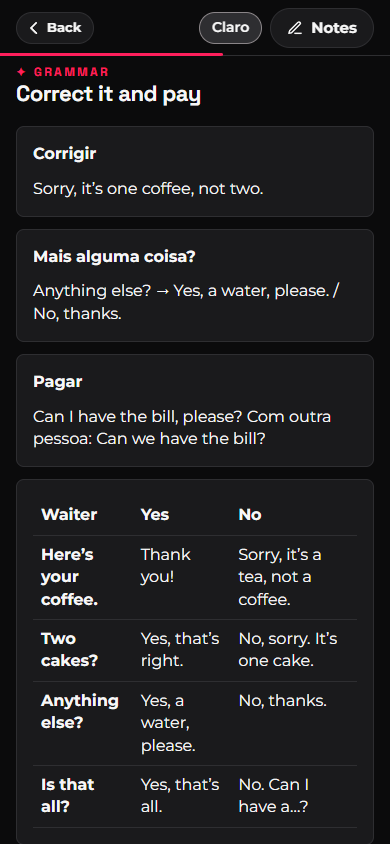 Back
Claro
Notes
GRAMMAR
Correct it and pay
Corrigir
Sorry, it's one coffee, not two.
Mais alguma coisa?
Anything else? → Yes, a water, please. /
No, thanks.
Pagar
Can I have the bill, please? Com outra
pessoa: Can we have the bill?
Waiter Yes No
Here's your coffee. Thank you! Sorry, it's a tea, not a coffee.
Two cakes? Yes, that's right. No, sorry. It's one cake.
Anything else? Yes, a water, please. No, thanks.
Is that all? Yes, that's all. No. Can I have a...?